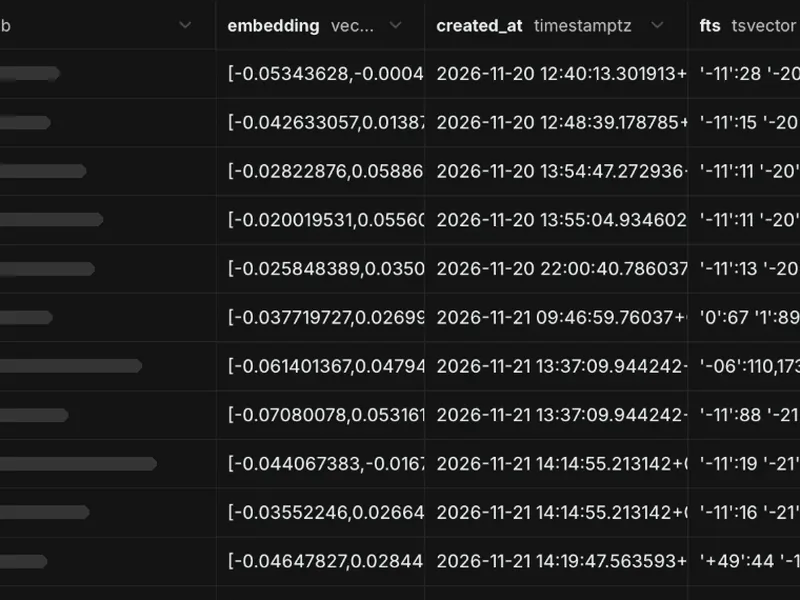 b embedding vec... created_at timestamptz fts tsvector
[-0.05343628,-0.0004 2026-11-20 12:40:13.301913+ '-11':28 '-20
[-0.042633057,0.01387 2026-11-20 12:48:39.178785+ '-11':15 '-20
[-0.02822876,0.05886 2026-11-20 13:54:47.272936- '-11':11 '-20'
[-0.020019531,0.05560 2026-11-20 13:55:04.934602 '-11':11 '-20'
[-0.025848389,0.0350 2026-11-20 22:00:40.786037 '-11':13 '-20
[-0.037719727,0.02699 2026-11-21 09:46:59.76037+ '0':67 '1':89
[-0.061401367,0.04794 2026-11-21 13:37:09.944242- '-06':110,173
[-0.07080078,0.053161 2026-11-21 13:37:09.944242- '-11':88 '-21
[-0.044067383,-0.0167 2026-11-21 14:14:55.213142+0 '-11':19 '-21'
[-0.03552246,0.02664 2026-11-21 14:14:55.213142+0 '-11':16 '-21'
[-0.04647827,0.02844 2026-11-21 14:19:47.563593+ '+49':44 '-1